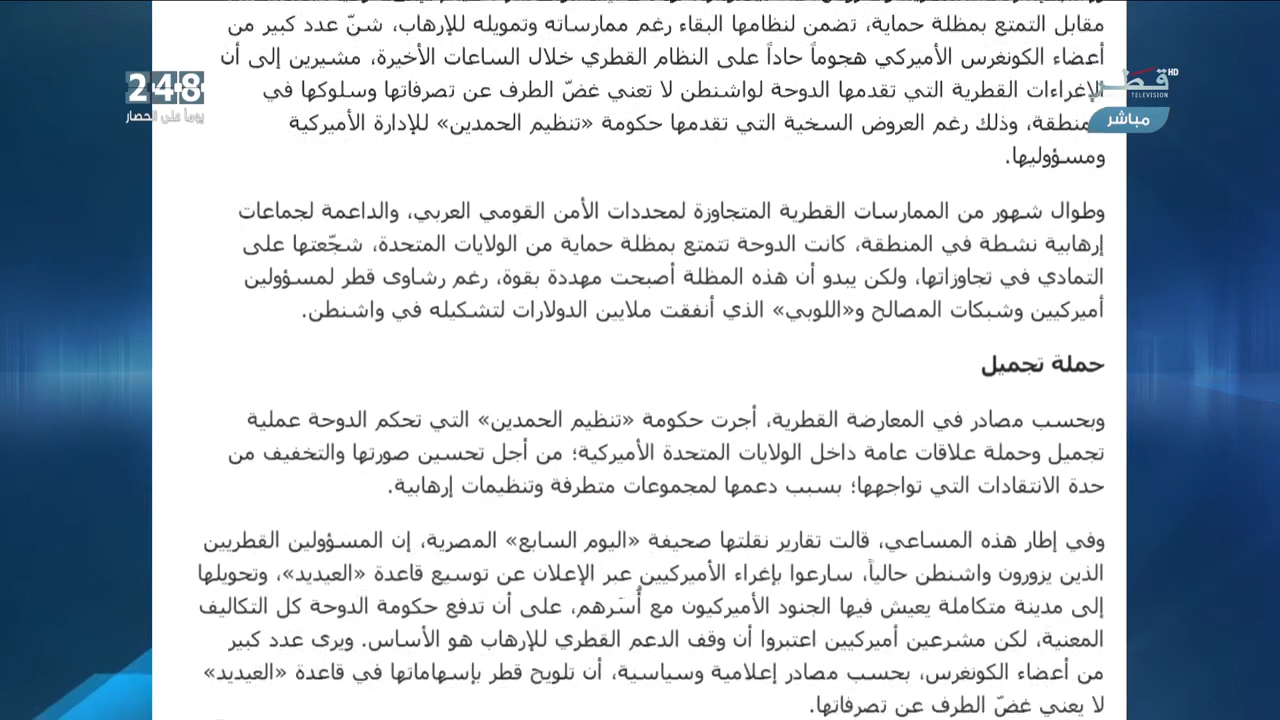 مقابل التمتع بمظلة حماية، تضمن لنظامها البقاء رغم ممارساته وتمويله للإرهاب، شنّ عدد كبير من
أعضاء الكونغرس الأميركي هجوماً حاداً على النظام القطري خلال الساعات الأخيرة، مشيرين إلى أن
الإغراءات القطرية التي تقدمها الدوحة لواشنطن لا تعني غضّ الطرف عن تصرفاتها وسلوكها في
المنطقة، وذلك رغم العروض السخية التي تقدمها حكومة «تنظيم الحمدين» للإدارة الأميركية
ومسؤوليها.
وطوال شهور من الممارسات القطرية المتجاوزة لمحددات الأمن القومي العربي، والداعمة لجماعات
إرهابية نشطة في المنطقة، كانت الدوحة تتمتع بمظلة حماية من الولايات المتحدة، شجّعتها على
التمادي في تجاوزاتها، ولكن يبدو أن هذه المظلة أصبحت مهددة بقوة، رغم رشاوى قطر لمسؤولين
أميركيين وشبكات المصالح و«اللوبي» الذي أنفقت ملايين الدولارات لتشكيله في واشنطن.
حملة تجميل
وبحسب مصادر في المعارضة القطرية، أجرت حكومة «تنظيم الحمدين» التي تحكم الدوحة عملية
تجميل وحملة علاقات عامة داخل الولايات المتحدة الأميركية؛ من أجل تحسين صورتها والتخفيف من
حدة الانتقادات التي تواجهها؛ بسبب دعمها لمجموعات متطرفة وتنظيمات إرهابية.
وفي إطار هذه المساعي، قالت تقارير نقلتها صحيفة «اليوم السابع» المصرية، إن المسؤولين القطريين
الذين يزورون واشنطن حالياً، سارعوا بإغراء الأميركيين عبر الإعلان عن توسيع قاعدة «العيديد»، وتحويلها
إلى مدينة متكاملة يعيش فيها الجنود الأميركيون مع أُسَرهم، على أن تدفع حكومة الدوحة كل التكاليف
المعنية، لكن مشرعين أميركيين اعتبروا أن وقف الدعم القطري للإرهاب هو الأساس. ويرى عدد كبير
من أعضاء الكونغرس، بحسب مصادر إعلامية وسياسية، أن تلويح قطر بإسهاماتها في قاعدة «العيديد»
لا يعني غضّ الطرف عن تصرفاتها.
248
يوماً على الحصار
قطر HD
TELEVISION
مباشر